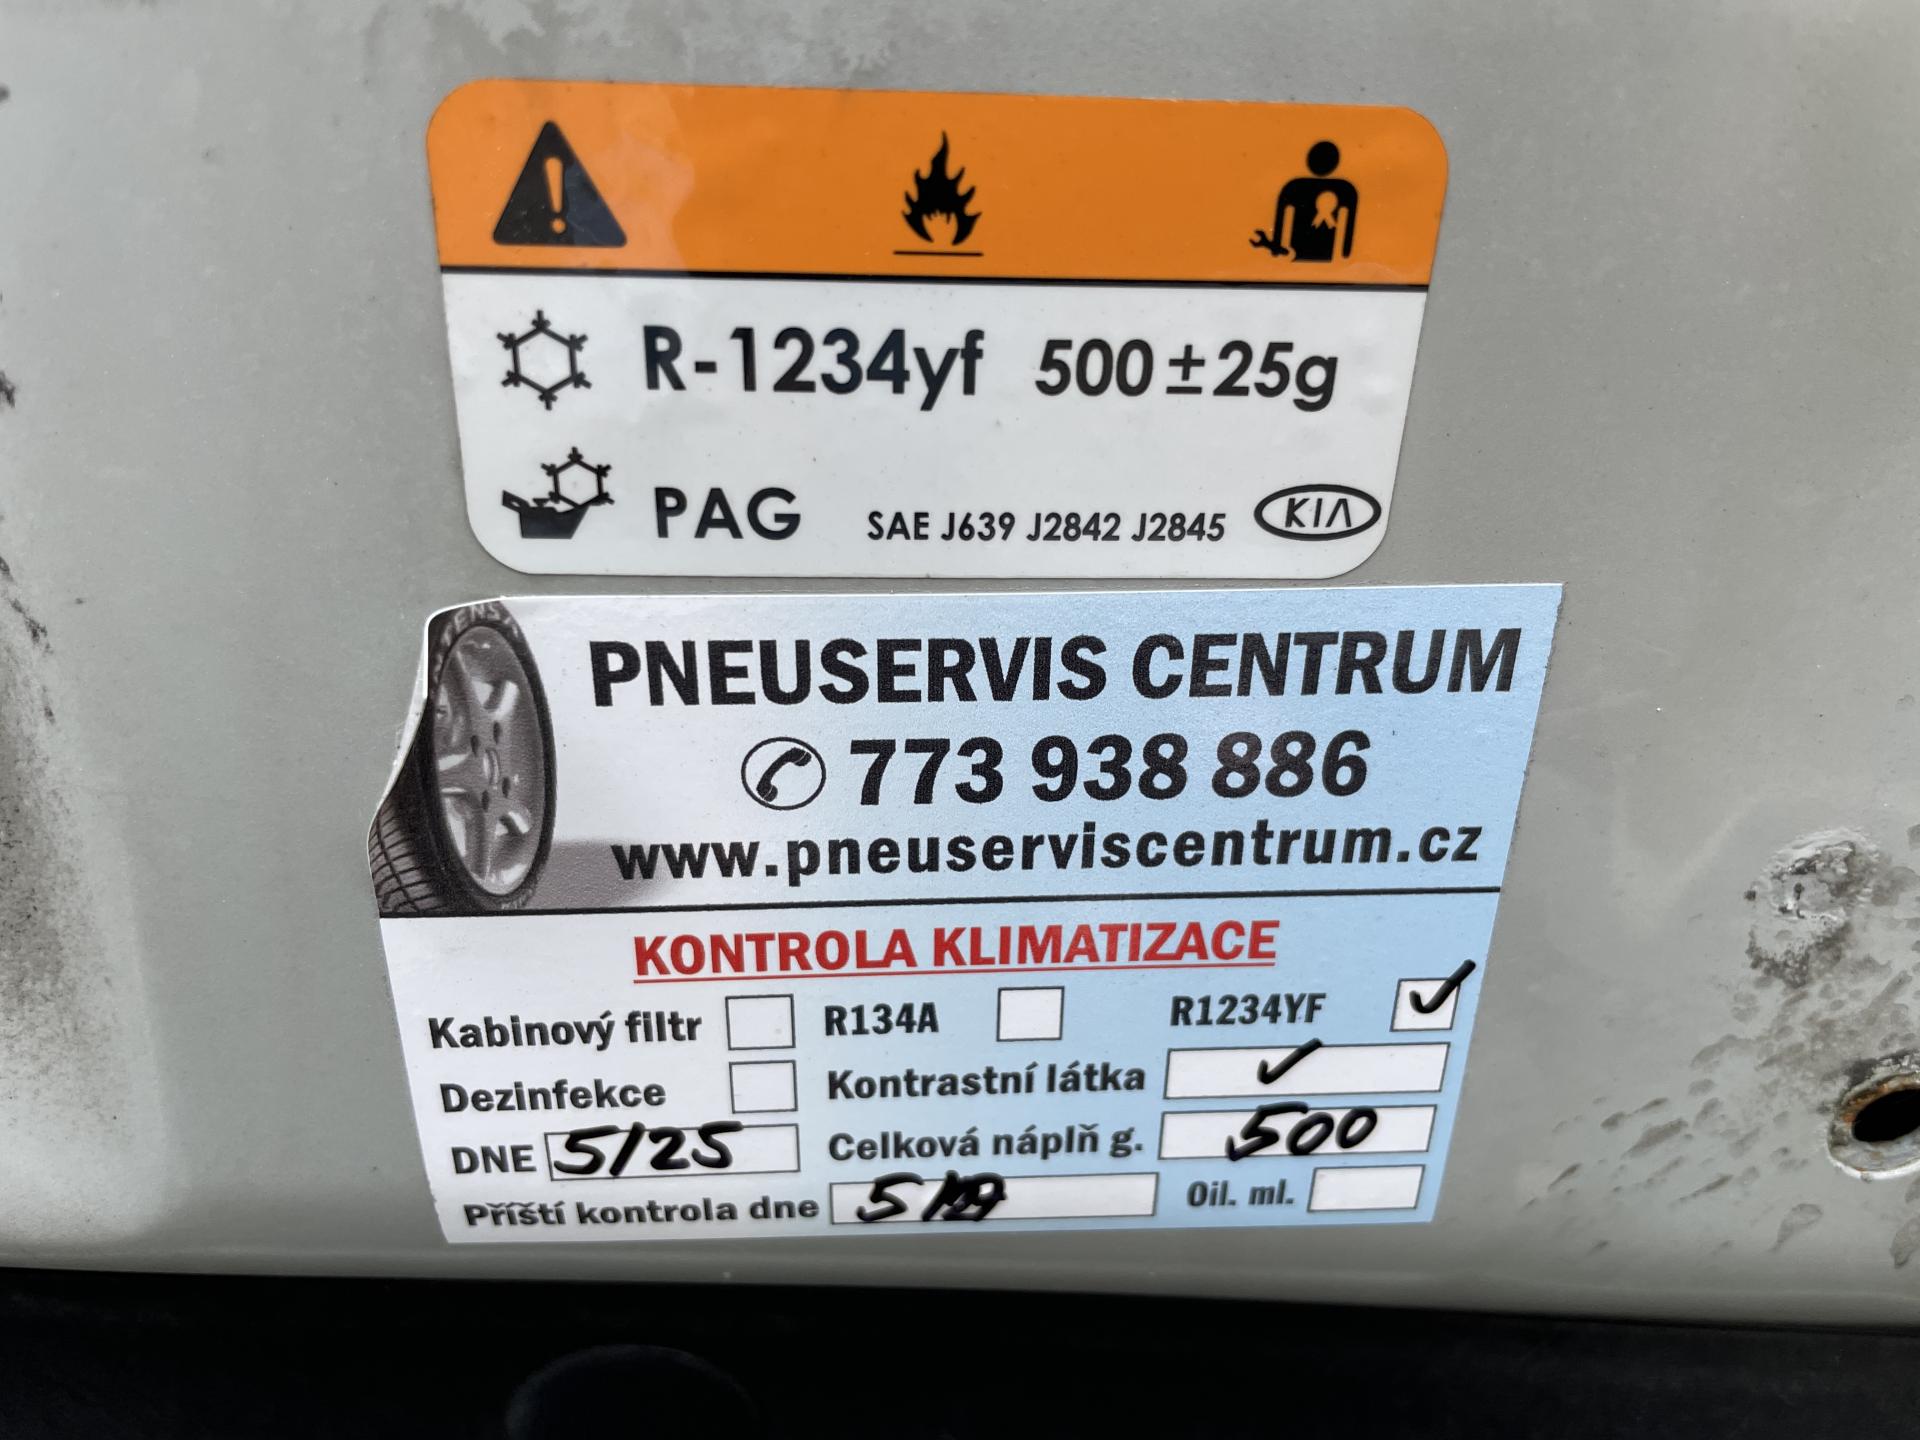 R-1234yf 500±25g
PAG SAE J639 J2842 J2845 KIA
PNEUSERVIS CENTRUM
773 938 886
www.pneuserviscentrum.cz
KONTROLA KLIMATIZACE
Kabinový filtr R134A R1234YF ✓
Dezinfekce Kontrastní látka ✓
DNE 5/25 Celková náplň g. 500
Příští kontrola dne Oil. ml.